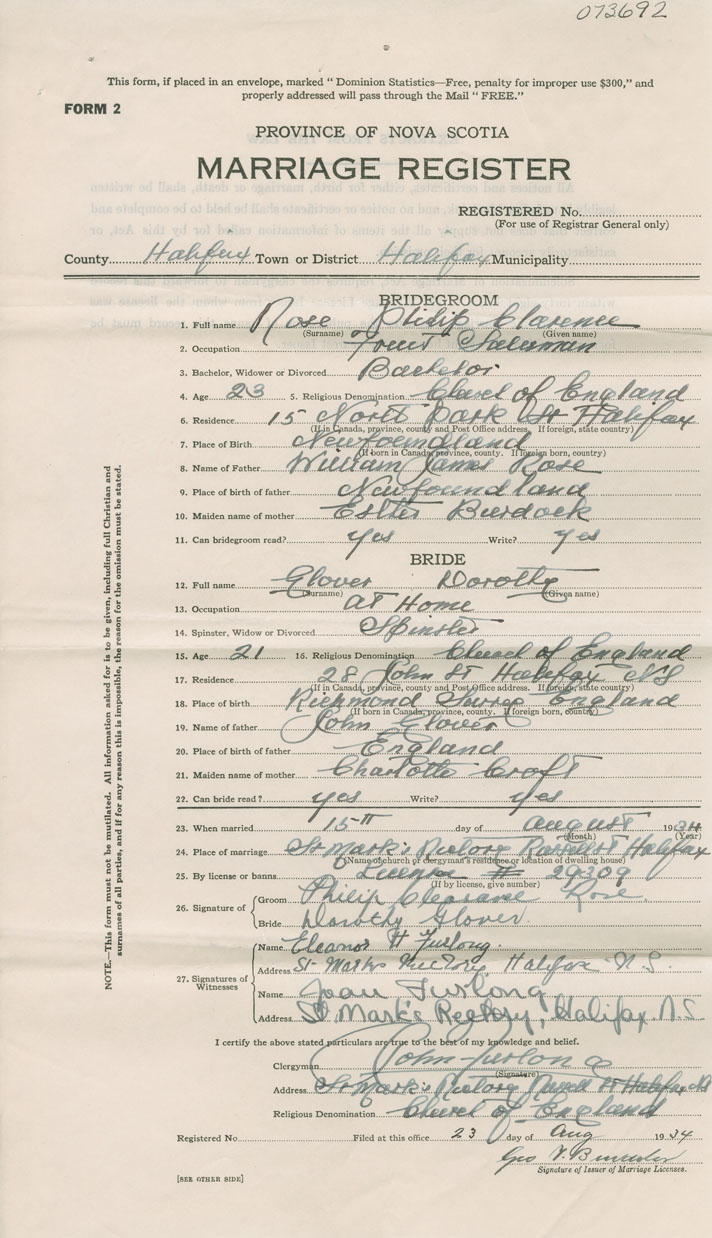 073692
This form, if placed in an envelope, marked "Dominion Statistics—Free, penalty for improper use $300," and
properly addressed will pass through the Mail "FREE."
FORM 2
PROVINCE OF NOVA SCOTIA
MARRIAGE REGISTER
REGISTERED No.
(For use of Registrar General only)
County Halifax Town or District Halifax Municipality
BRIDEGROOM
1. Full name Rose Philip Clarence
(Surname) (Given name)
2. Occupation Fruit Salesman
3. Bachelor, Widower or Divorced Bachelor
4. Age 23 5. Religious Denomination Church of England
6. Residence 15 North Park St Halifax
(If in Canada, province, county and Post Office address. If foreign, state country)
7. Place of Birth Newfoundland
(If born in Canada, province, county. If foreign born, country)
8. Name of Father William James Rose
9. Place of birth of father Newfoundland
10. Maiden name of mother Esther Burdock
11. Can bridegroom read? yes Write? yes
BRIDE
12. Full name Glover Dorothy
(Surname) (Given name)
13. Occupation At Home
14. Spinster, Widow or Divorced Spinster
15. Age 21 16. Religious Denomination Church of England
17. Residence 28 John St Halifax NS
(If in Canada, province, county and Post Office address. If foreign, state country)
18. Place of birth Richmond Surrey England
(If born in Canada, province, county. If foreign born, country)
19. Name of father John Glover
20. Place of birth of father England
21. Maiden name of mother Charlotte Croft
22. Can bride read? yes Write? yes
23. When married 15th day of August 1934
(Month) (Year)
24. Place of marriage St Mark's Rectory Russell St Halifax
(Name of church or clergyman's residence or location of dwelling house)
25. By license or banns License # 29309
(If by license, give number)
26. Signature of
Groom Philip Rose
Bride Dorothy Glover
27. Signatures of Witnesses
Name Eleanor H Furlong
Address St Marks Rectory Halifax N.S.
Name Joan Furlong
Address St Mark's Rectory, Halifax, N.S.
I certify the above stated particulars are true to the best of my knowledge and belief.
Clergyman John Furlong
(Signature)
Address St Mark's Rectory Russell St Halifax NS
Religious Denomination Church of England
Registered No. Filed at this office 23 day of Aug 1934
Geo
Signature of Issuer of Marriage Licenses.
[SEE OTHER SIDE]
NOTE.—This form must not be mutilated. All information asked for is to be given, including full Christian and
surnames of all parties, and if for any reason this is impossible, the reason for the omission must be stated.